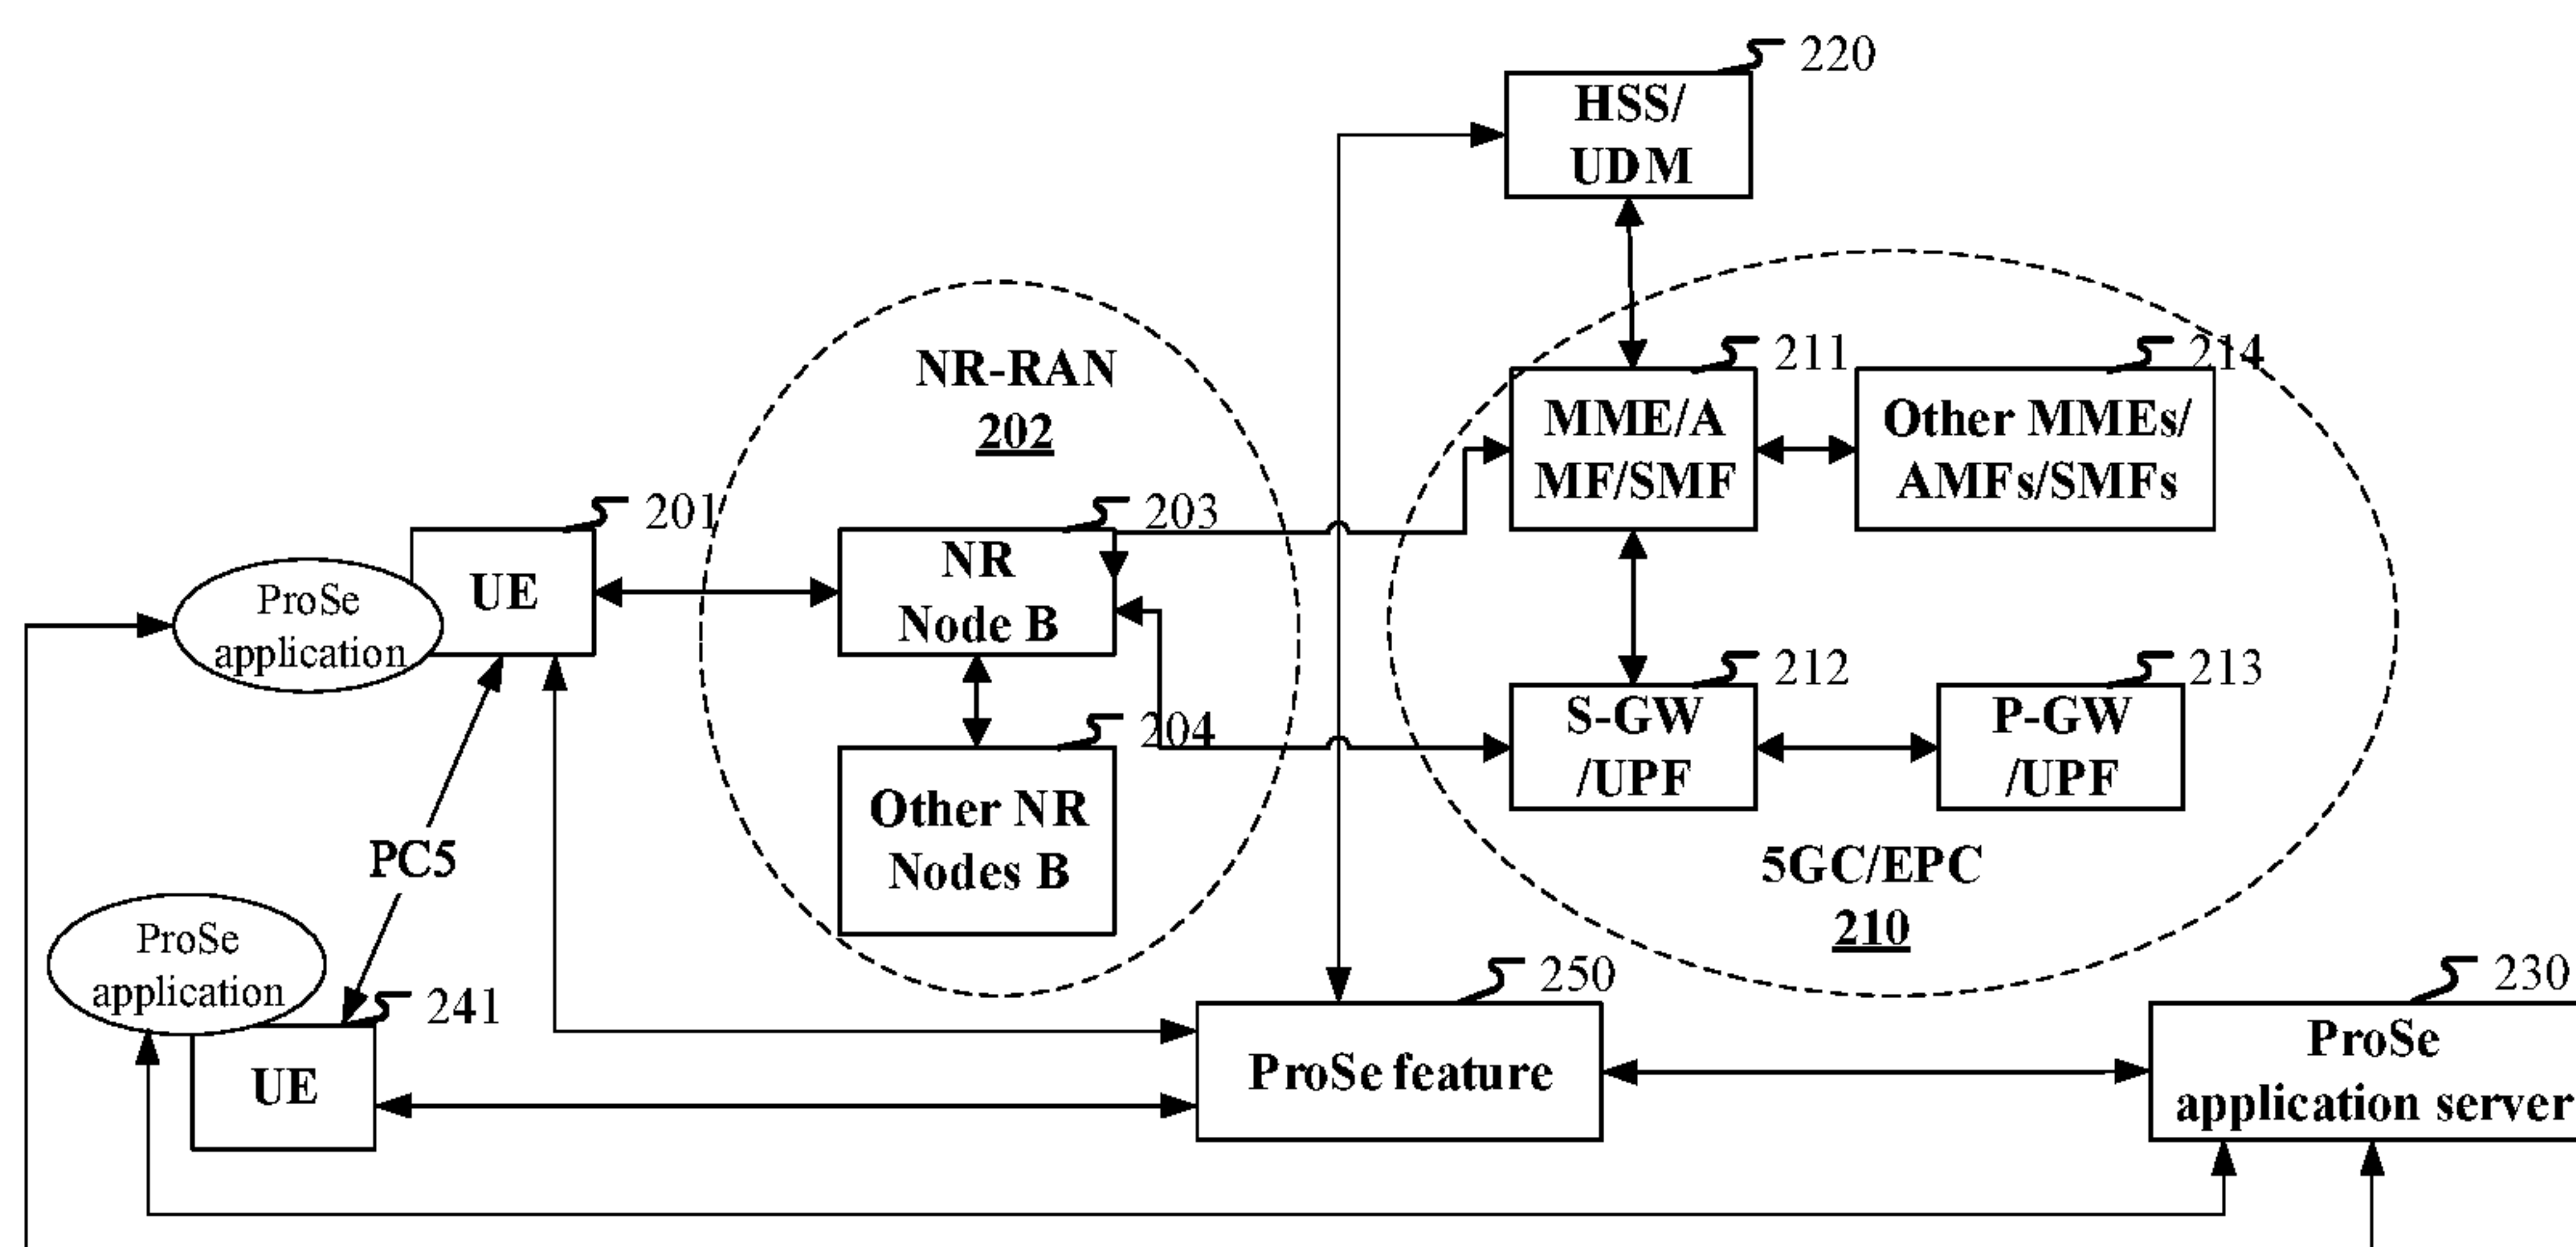 220
HSS/
UDM
NR-RAN
202
211
MME/A
MF/SMF
214
Other MMEs/
AMFs/SMFs
201
UE
ProSe
application
203
NR
Node B
204
Other NR
Nodes B
212
S-GW
/UPF
213
P-GW
/UPF
5GC/EPC
210
PC5
ProSe
application
241
UE
250
ProSe feature
230
ProSe
application server